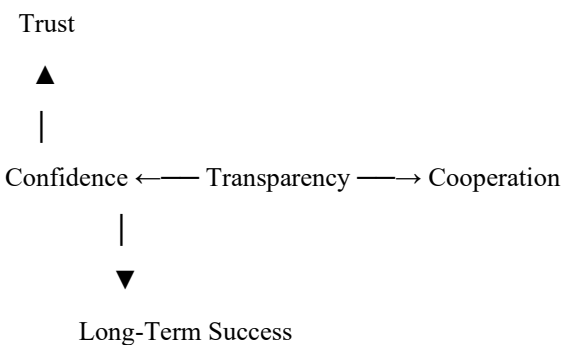 Trust
▲
|
Confidence ←── Transparency ──→ Cooperation
|
▼
Long-Term Success